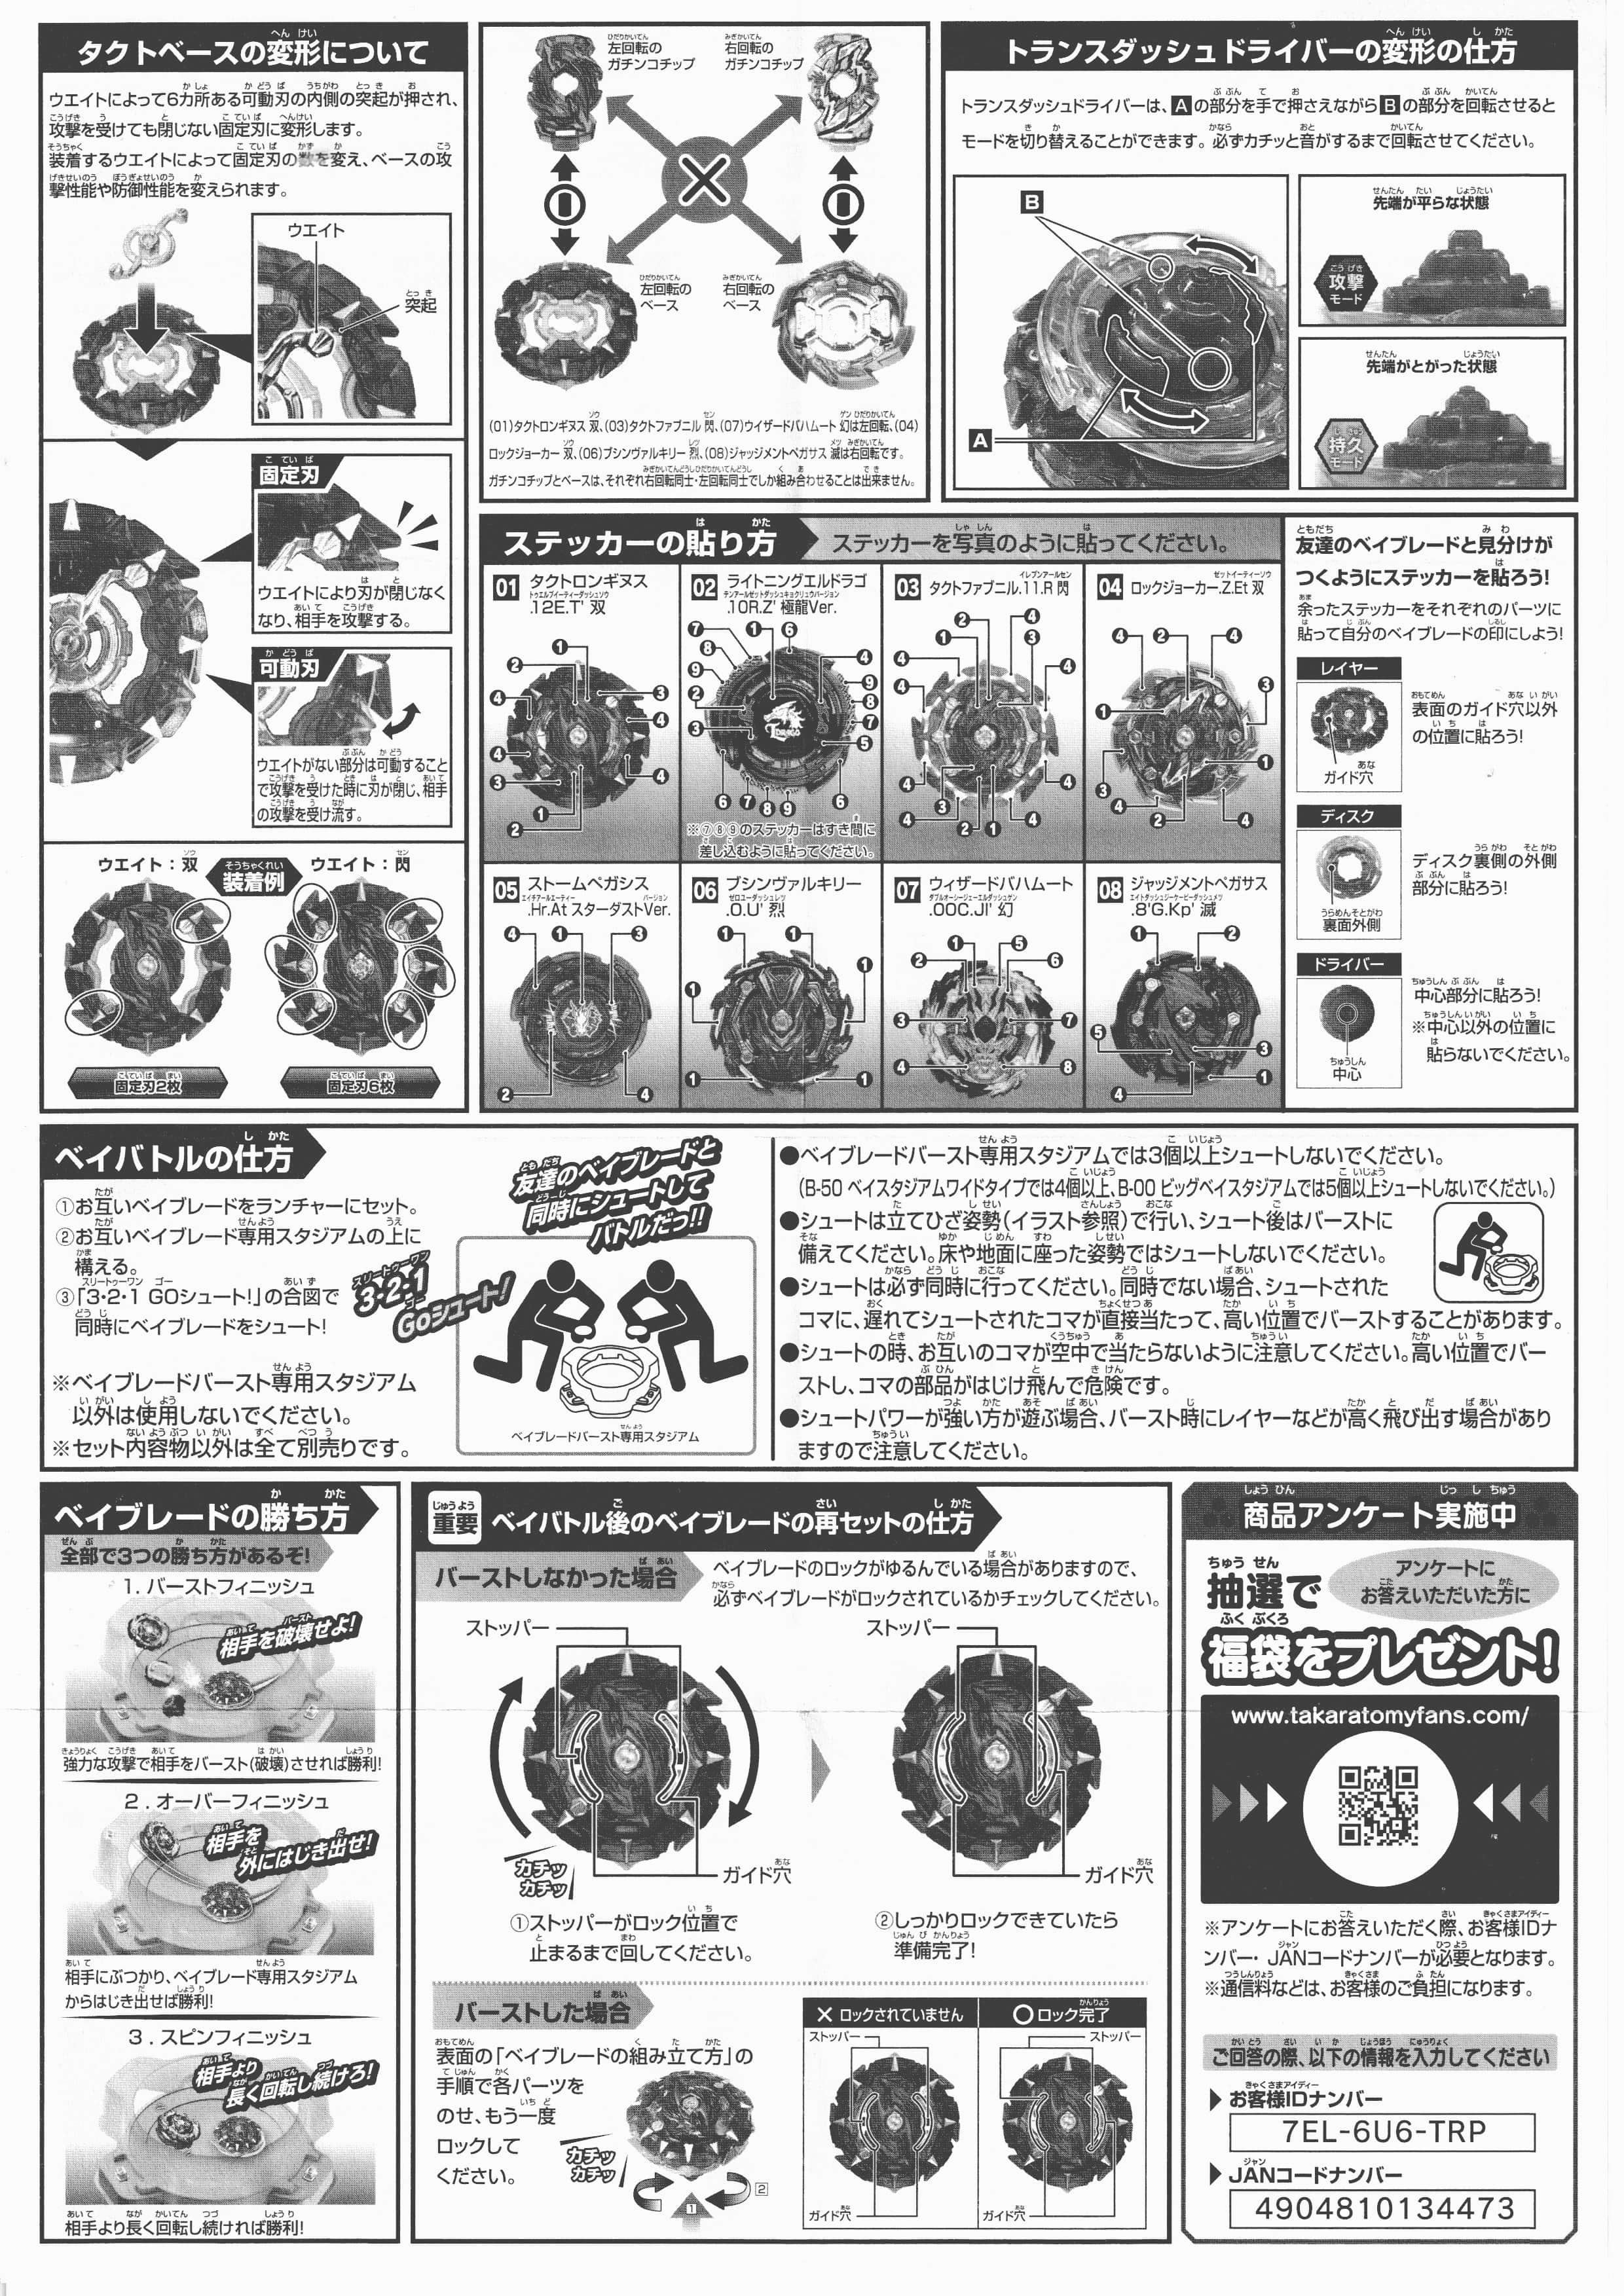 タクトベースの変形について
ウエイトによって6カ所ある可動刃の内側の突起が押され、
攻撃を受けても閉じない固定刃に変形します。
装着するウエイトによって固定刃の数を変え、ベースの攻
撃性能や防御性能を変えられます。
ウエイト
突起
固定刃
ウエイトにより刃が閉じなく
なり、相手を攻撃する。
可動刃
ウエイトがない部分は可動すること
で攻撃を受けた時に刃が閉じ、相手
の攻撃を受け流す。
ウエイト：双
装着例
ウエイト：閃
固定刃2枚
固定刃6枚
左回転の
ガチンコチップ
右回転の
ガチンコチップ
左回転の
ベース
右回転の
ベース
(01)タクトロンギヌス 双、(03)タクトファブニル 閃、(07)ウイザードバハムート 幻は左回転、(04)
ロックジョーカー 双、(06)ブシンヴァルキリー 烈、(08)ジャッジメントペガサス 滅は右回転です。
ガチンコチップとベースは、それぞれ右回転同士・左回転同士でしか組み合わせることは出来ません。
トランスダッシュドライバーの変形の仕方
トランスダッシュドライバーは、Aの部分を手で押さえながらBの部分を回転させると
モードを切り替えることができます。必ずカチッと音がするまで回転させてください。
B
A
先端が平らな状態
攻撃
モード
先端がとがった状態
持久
モード
ステッカーの貼り方
ステッカーを写真のように貼ってください。
01 タクトロンギヌス
.12E.T' 双
02 ライトニングエルドラゴ
.10R.Z' 極龍Ver.
※⑦⑧⑨のステッカーはすき間に
差し込むように貼ってください。
03 タクトファブニル.11.R 閃
04 ロックジョーカー.Z.Et 双
05 ストームペガシス
.Hr.At スターダストVer.
06 ブシンヴァルキリー
.0.U' 烈
07 ウィザードバハムート
.00C.Jl' 幻
08 ジャッジメントペガサス
.8'G.Kp' 滅
友達のベイブレードと見分けが
つくようにステッカーを貼ろう!
余ったステッカーをそれぞれのパーツに
貼って自分のベイブレードの印にしよう!
レイヤー
ガイド穴
表面のガイド穴以外
の位置に貼ろう!
ディスク
裏面外側
ディスク裏側の外側
部分に貼ろう!
ドライバー
中心
中心部分に貼ろう!
※中心以外の位置に
貼らないでください。
ベイバトルの仕方
①お互いベイブレードをランチャーにセット。
②お互いベイブレード専用スタジアムの上に
構える。
③「3・2・1 GOシュート!」の合図で
同時にベイブレードをシュート!
※ベイブレードバースト専用スタジアム
以外は使用しないでください。
※セット内容物以外は全て別売りです。
友達のベイブレードと
同時にシュートして
バトルだっ!!
3・2・1
Goシュート!
ベイブレードバースト専用スタジアム
●ベイブレードバースト専用スタジアムでは3個以上シュートしないでください。
(B-50 ベイスタジアムワイドタイプでは4個以上、B-00 ビッグベイスタジアムでは5個以上シュートしないでください。)
●シュートは立てひざ姿勢(イラスト参照)で行い、シュート後はバーストに
備えてください。床や地面に座った姿勢ではシュートしないでください。
●シュートは必ず同時に行ってください。同時でない場合、シュートされた
コマに、遅れてシュートされたコマが直接当たって、高い位置でバーストすることがあります。
●シュートの時、お互いのコマが空中で当たらないように注意してください。高い位置でバー
ストし、コマの部品がはじけ飛んで危険です。
●シュートパワーが強い方が遊ぶ場合、バースト時にレイヤーなどが高く飛び出す場合があり
ますので注意してください。
ベイブレードの勝ち方
全部で3つの勝ち方があるぞ!
1. バーストフィニッシュ
相手を破壊せよ!
強力な攻撃で相手をバースト(破壊)させれば勝利!
2 . オーバーフィニッシュ
相手を
外にはじき出せ!
相手にぶつかり、ベイブレード専用スタジアム
からはじき出せば勝利!
3 . スピンフィニッシュ
相手より
長く回転し続けろ!
相手より長く回転し続ければ勝利!
重要 ベイバトル後のベイブレードの再セットの仕方
バーストしなかった場合
ベイブレードのロックがゆるんでいる場合がありますので、
必ずベイブレードがロックされているかチェックしてください。
ストッパー
カチッ
カチッ
ガイド穴
①ストッパーがロック位置で
止まるまで回してください。
ストッパー
ガイド穴
②しっかりロックできていたら
準備完了!
バーストした場合
表面の「ベイブレードの組み立て方」の
手順で各パーツを
のせ、もう一度
ロックして
ください。
カチッ
カチッ
1
2
× ロックされていません
ストッパー
ガイド穴
○ロック完了
ストッパー
ガイド穴
商品アンケート実施中
アンケートに
お答えいただいた方に
抽選で
福袋をプレゼント!
www.takaratomyfans.com/
※アンケートにお答えいただく際、お客様IDナ
ンバー・JANコードナンバーが必要となります。
※通信料などは、お客様のご負担になります。
ご回答の際、以下の情報を入力してください
お客様IDナンバー
7EL-6U6-TRP
JANコードナンバー
4904810134473